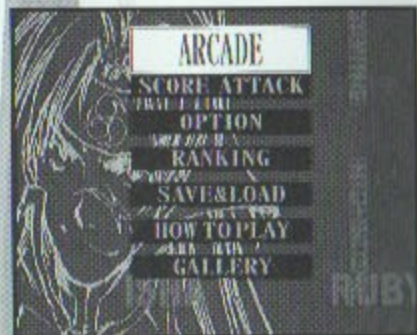 ARCADE
SCORE ATTACK
OPTION
RANKING
SAVE&LOAD
HOW TO PLAY
GALLERY
RUBY